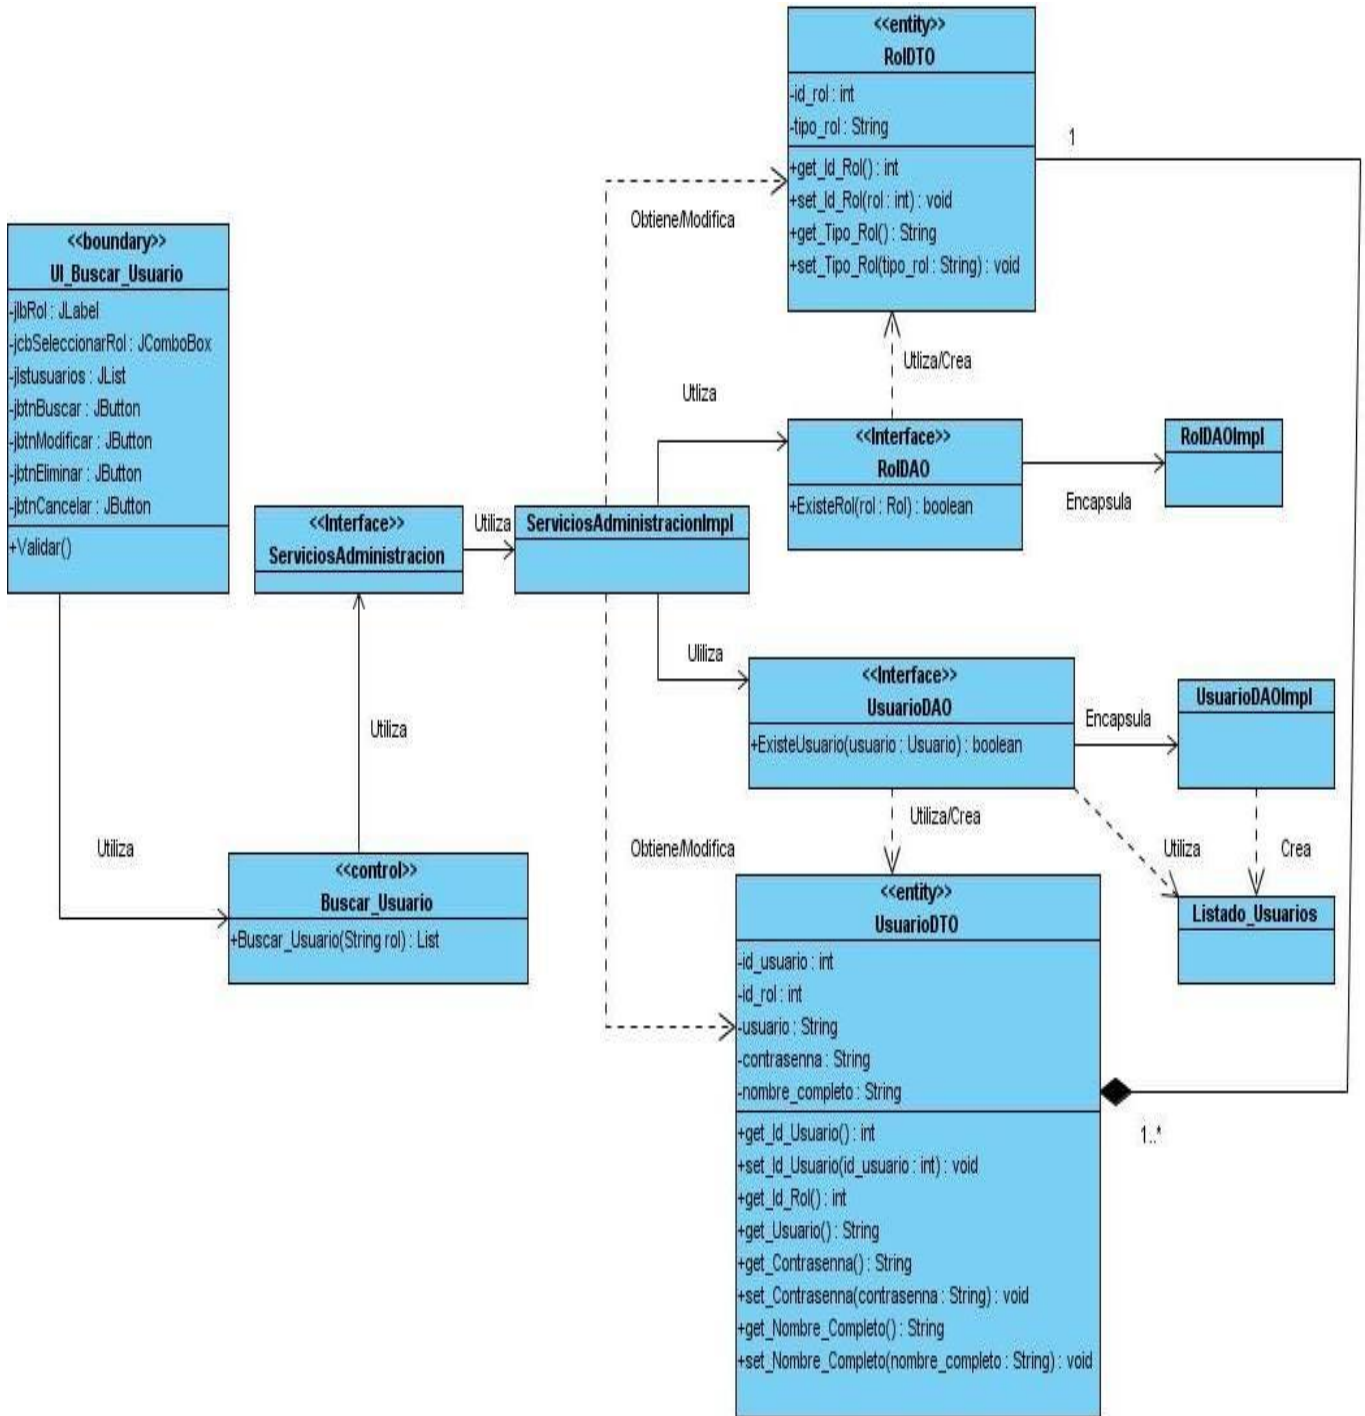 <<entity>>
RolDTO
-id_rol : int
-tipo_rol : String
+get_Id_Rol() : int
+set_Id_Rol(rol : int) : void
+get_Tipo_Rol() : String
+set_Tipo_Rol(tipo_rol : String) : void
1
Obtiene/Modifica
<<boundary>>
UI_Buscar_Usuario
-jlbRol : JLabel
-jcbSeleccionarRol : JComboBox
-jlstusuarios : JList
-jbtnBuscar : JButton
-jbtnModificar : JButton
-jbtnEliminar : JButton
-jbtnCancelar : JButton
+Validar()
Utliza/Crea
Utliza
<<Interface>>
RolDAO
+ExisteRol(rol : Rol) : boolean
RolDAOImpl
Encapsula
<<Interface>>
ServiciosAdministracion
Utiliza
ServiciosAdministracionImpl
Uliliza
<<Interface>>
UsuarioDAO
+ExisteUsuario(usuario : Usuario) : boolean
Encapsula
UsuarioDAOImpl
Utiliza
Utiliza/Crea
Obtiene/Modifica
Utiliza
Crea
Utiliza
<<control>>
Buscar_Usuario
+Buscar_Usuario(String rol) : List
Listado_Usuarios
<<entity>>
UsuarioDTO
-id_usuario : int
-id_rol : int
-usuario : String
-contrasenna : String
-nombre_completo : String
+get_Id_Usuario() : int
+set_Id_Usuario(id_usuario : int) : void
+get_Id_Rol() : int
+get_Usuario() : String
+get_Contrasenna() : String
+set_Contrasenna(contrasenna : String) : void
+get_Nombre_Completo() : String
+set_Nombre_Completo(nombre_completo : String) : void
1..*